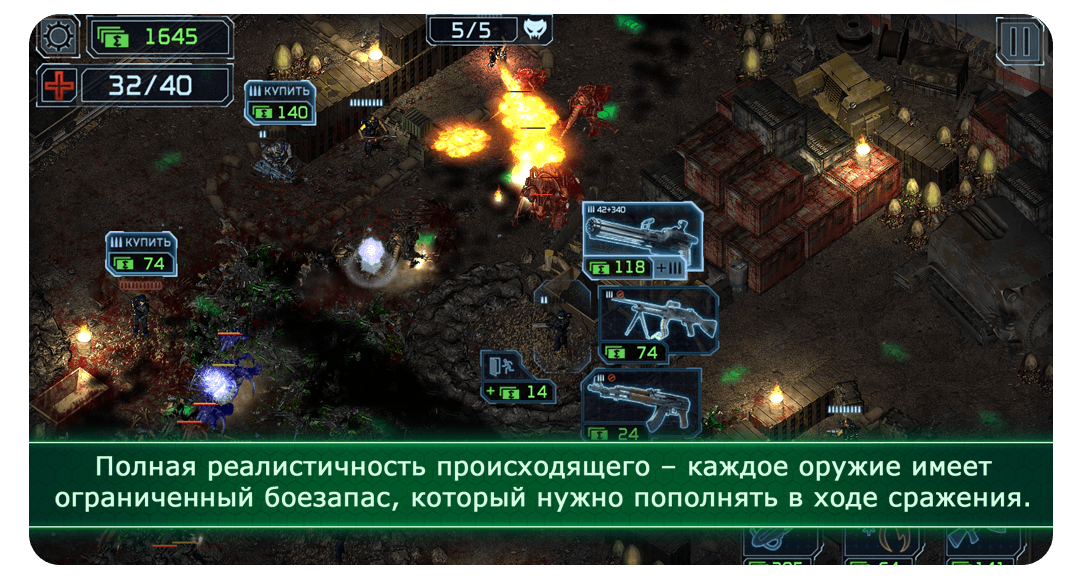 1645
5/5
32/40
КУПИТЬ
140
42+340
118
КУПИТЬ
74
74
+ 14
24
Полная реалистичность происходящего – каждое оружие имеет
ограниченный боезапас, который нужно пополнять в ходе сражения.